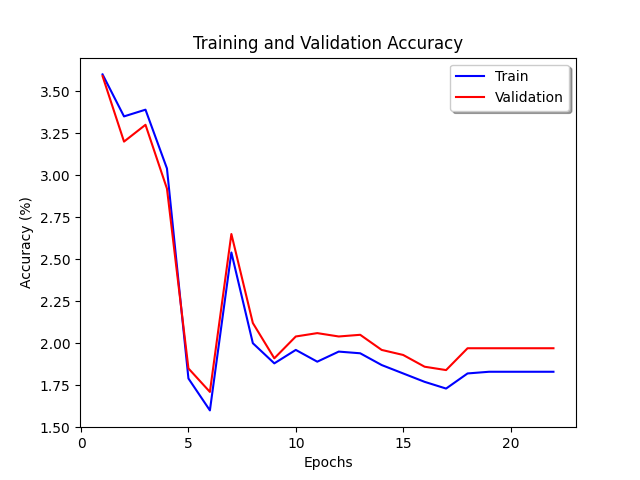 Training and Validation Accuracy
Train
Validation
Accuracy (%)
3.50
3.25
3.00
2.75
2.50
2.25
2.00
1.75
1.50
0
5
10
15
20
Epochs